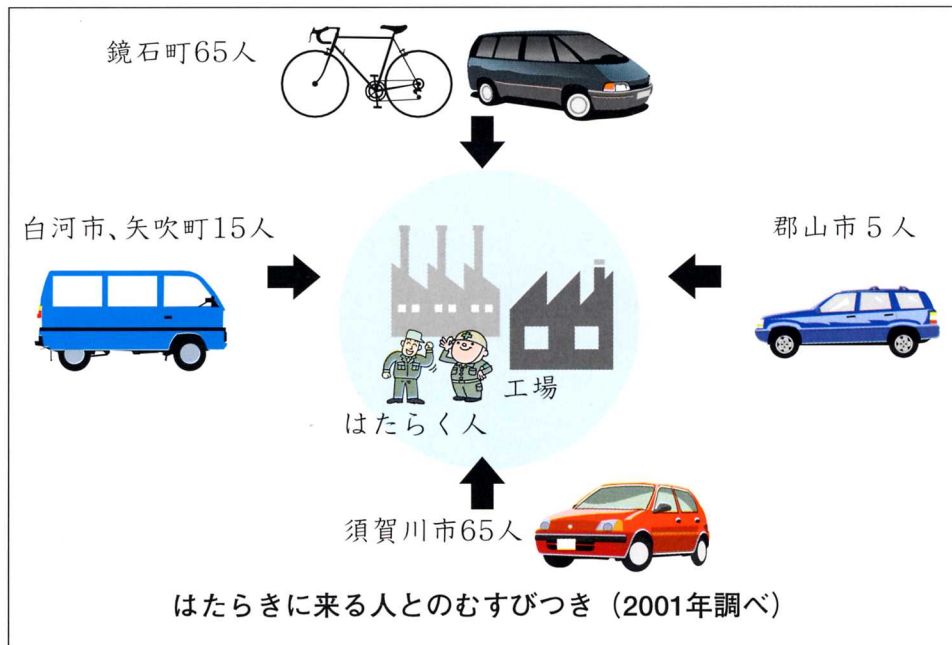 鏡石町65人
白河市、矢吹町15人
郡山市5人
工場
はたらく人
須賀川市65人
はたらきに来る人とのむすびつき（2001年調べ）